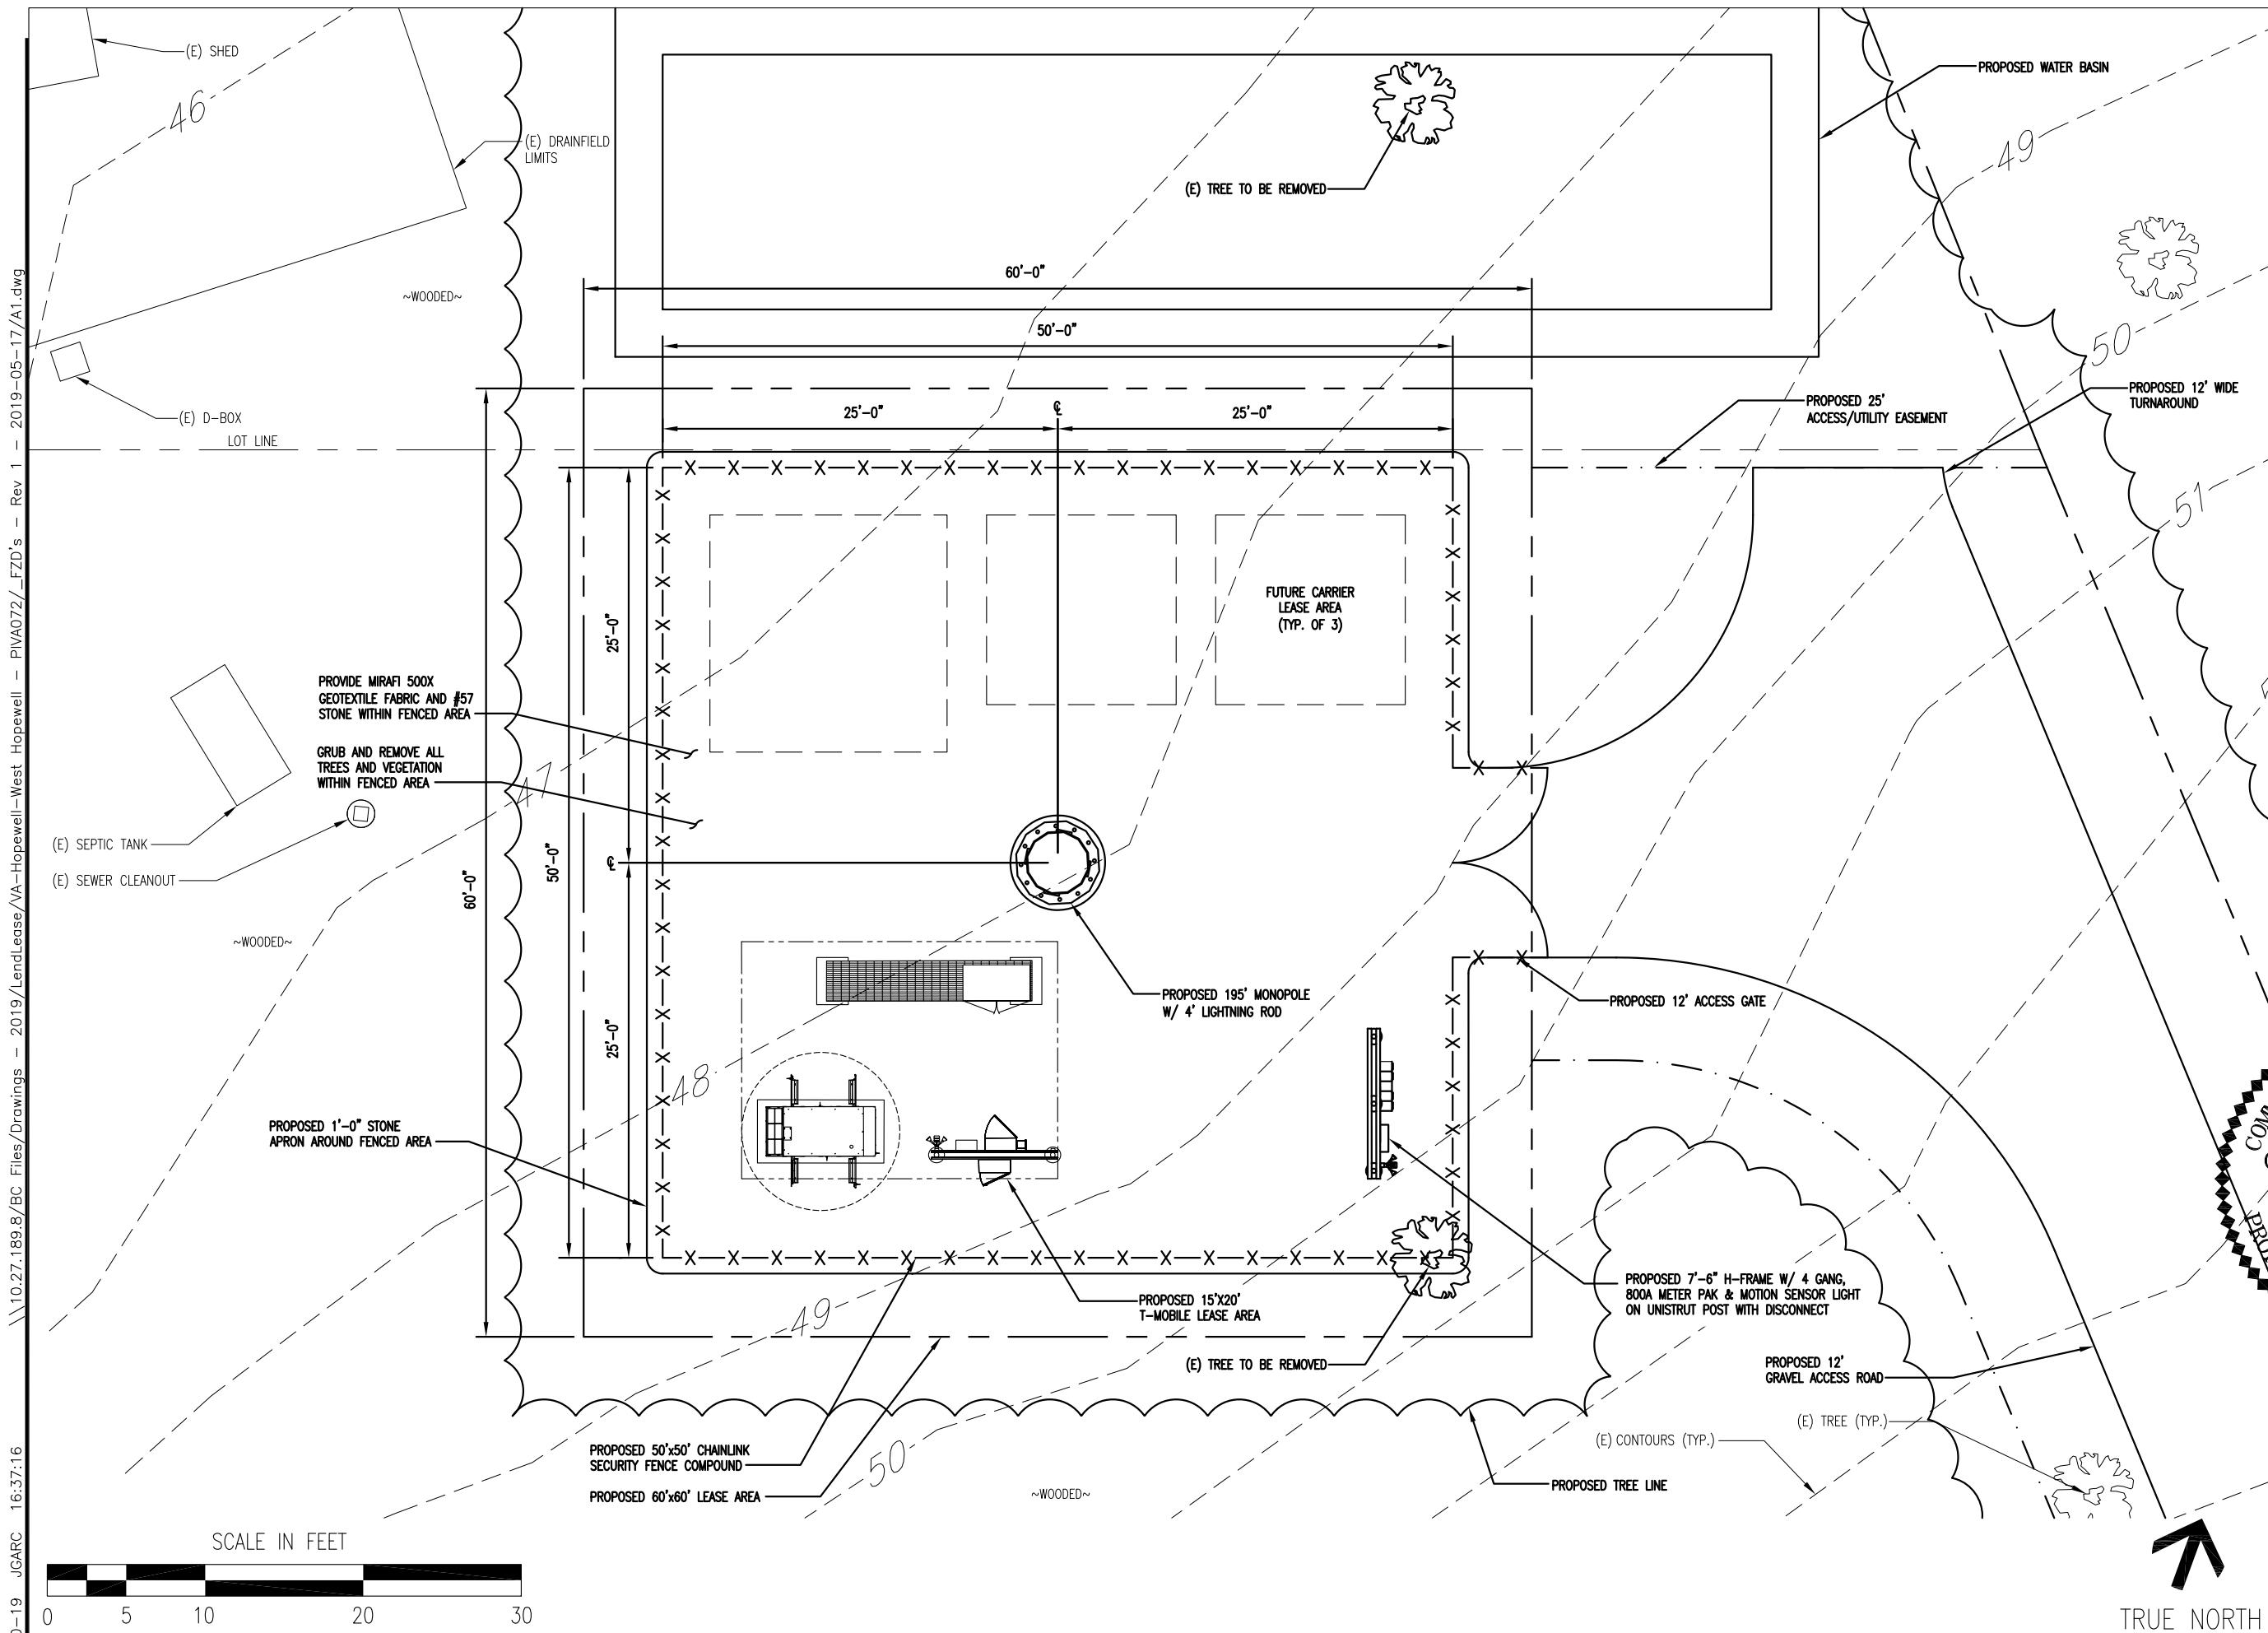 (E) SHED
46
(E) DRAINFIELD
LIMITS
~WOODED~
(E) TREE TO BE REMOVED
PROPOSED WATER BASIN
49
60'-0"
50'-0"
50
(E) D-BOX
LOT LINE
25'-0"
25'-0"
PROPOSED 25'
ACCESS/UTILITY EASEMENT
PROPOSED 12' WIDE
TURNAROUND
51
FUTURE CARRIER
LEASE AREA
(TYP. OF 3)
25'-0"
PROVIDE MIRAFI 500X
GEOTEXTILE FABRIC AND #57
STONE WITHIN FENCED AREA
GRUB AND REMOVE ALL
TREES AND VEGETATION
WITHIN FENCED AREA
47
(E) SEPTIC TANK
(E) SEWER CLEANOUT
60'-0"
50'-0"
~WOODED~
25'-0"
PROPOSED 195' MONOPOLE
W/ 4' LIGHTNING ROD
PROPOSED 12' ACCESS GATE
48
PROPOSED 1'-0" STONE
APRON AROUND FENCED AREA
PROPOSED 15'X20'
T-MOBILE LEASE AREA
49
PROPOSED 7'-6" H-FRAME W/ 4 GANG,
800A METER PAK & MOTION SENSOR LIGHT
ON UNISTRUT POST WITH DISCONNECT
(E) TREE TO BE REMOVED
PROPOSED 12'
GRAVEL ACCESS ROAD
(E) TREE (TYP.)
(E) CONTOURS (TYP.)
PROPOSED 50'x50' CHAINLINK
SECURITY FENCE COMPOUND
50
PROPOSED 60'x60' LEASE AREA
~WOODED~
PROPOSED TREE LINE
SCALE IN FEET
0 5 10 20 30
TRUE NORTH
JGARC 16:37:16 \\10.27.189.8/BC Files/Drawings - 2019/LendLease/VA-Hopewell-West Hopewell - PIVA072/_FZD's - Rev 1 - 2019-05-17/A1.dwg